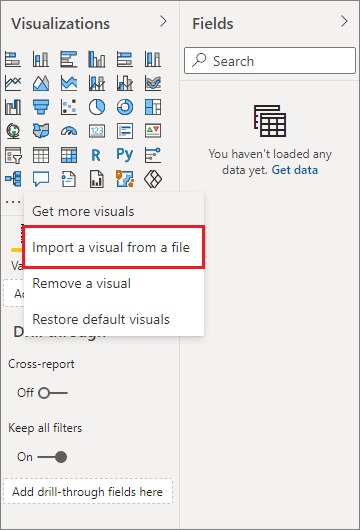 Visualizations
Fields
Search
123
R
Py
You haven't loaded any
data yet. Get data
...
Get more visuals
Import a visual from a file
Remove a visual
Restore default visuals
Va
Ad
Drill through
Cross-report
Off
Keep all filters
On
Add drill-through fields here